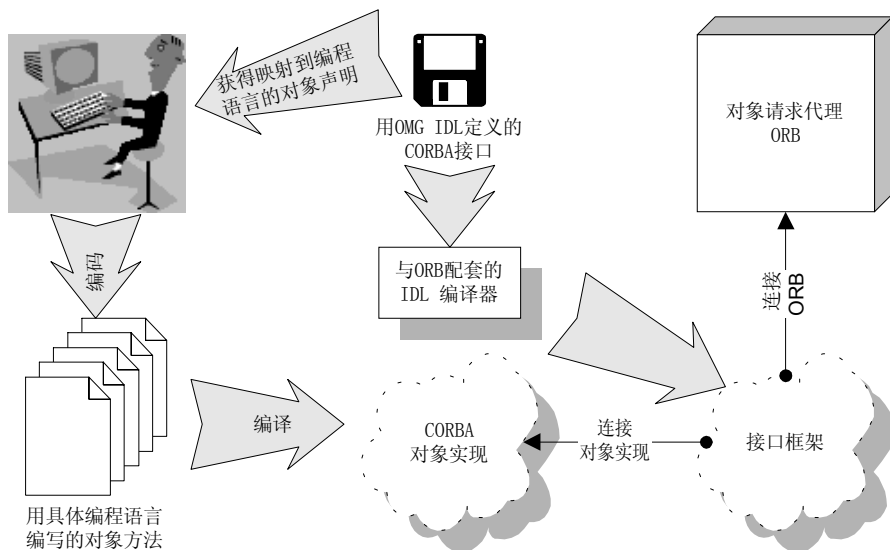 获得映射到编程
语言的对象声明
用OMG IDL定义的
CORBA接口
对象请求代理
ORB
编码
与ORB配套的
IDL 编译器
连接
ORB
编译
CORBA
对象实现
连接
对象实现
接口框架
用具体编程语言
编写的对象方法